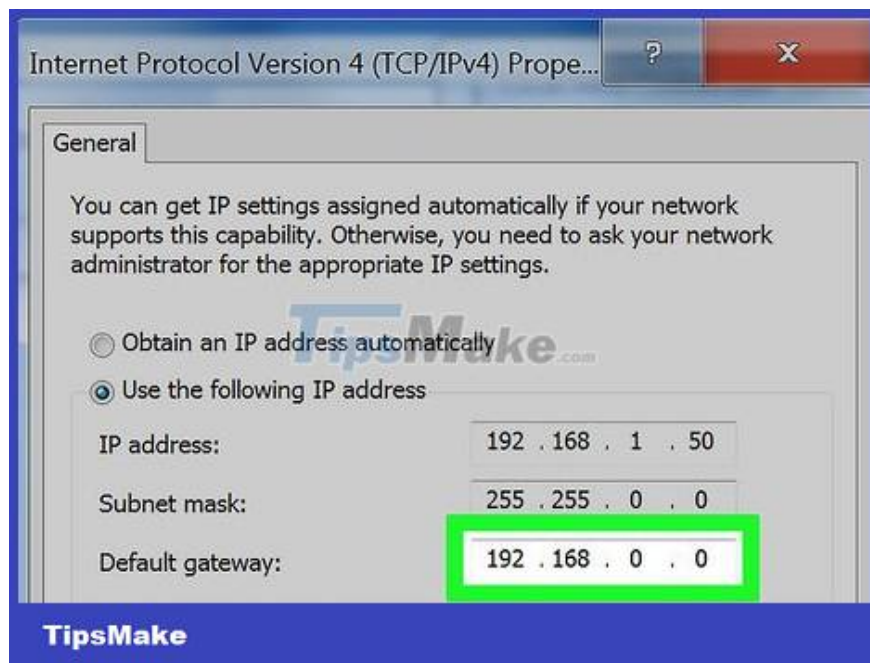 Internet Protocol Version 4 (TCP/IPv4) Prope...
?
X
General
You can get IP settings assigned automatically if your network
supports this capability. Otherwise, you need to ask your network
administrator for the appropriate IP settings.
TipsMake.com
Obtain an IP address automatically
Use the following IP address
IP address: 192 . 168 . 1 . 50
Subnet mask: 255 . 255 . 0 . 0
Default gateway: 192 . 168 . 0 . 0
TipsMake